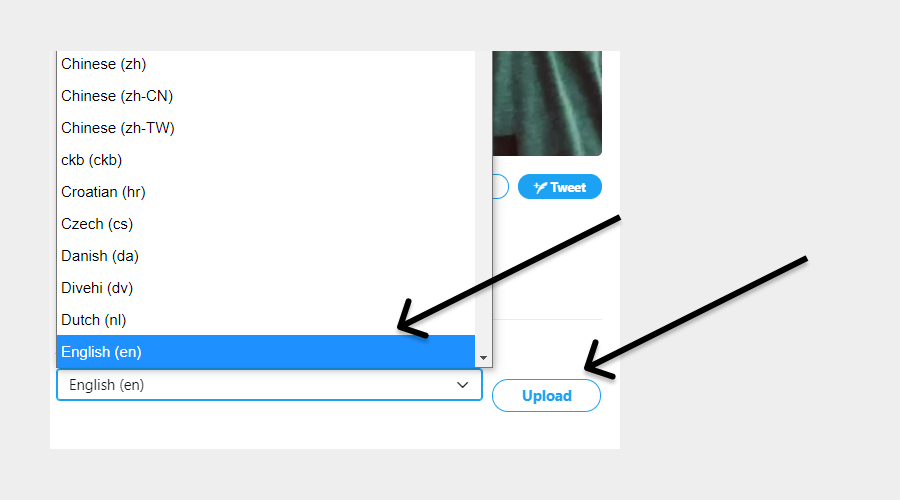 Chinese (zh)
Chinese (zh-CN)
Chinese (zh-TW)
ckb (ckb)
Croatian (hr)
Czech (cs)
Danish (da)
Divehi (dv)
Dutch (nl)
English (en)
English (en)
Tweet
Upload